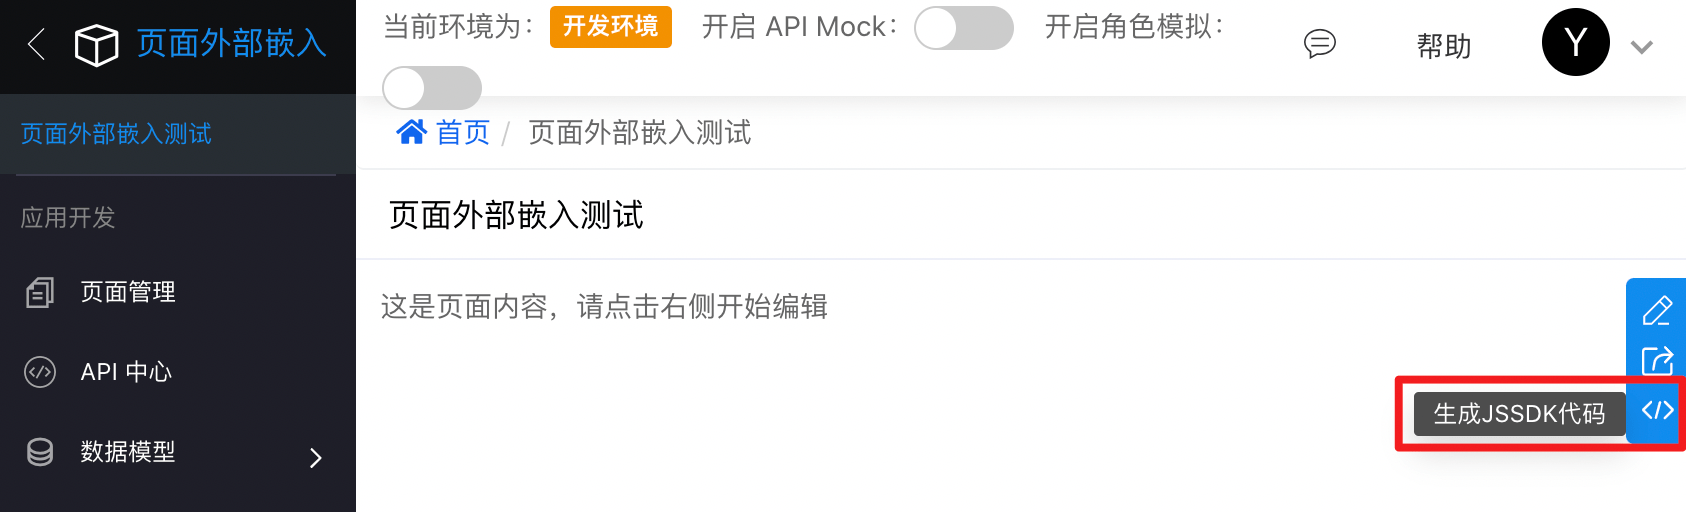 页面外部嵌入
当前环境为： 开发环境 开启 API Mock： 开启角色模拟：
帮助
Y
页面外部嵌入测试
首页 / 页面外部嵌入测试
应用开发
页面外部嵌入测试
页面管理
这是页面内容，请点击右侧开始编辑
API 中心
生成JSSDK代码
数据模型